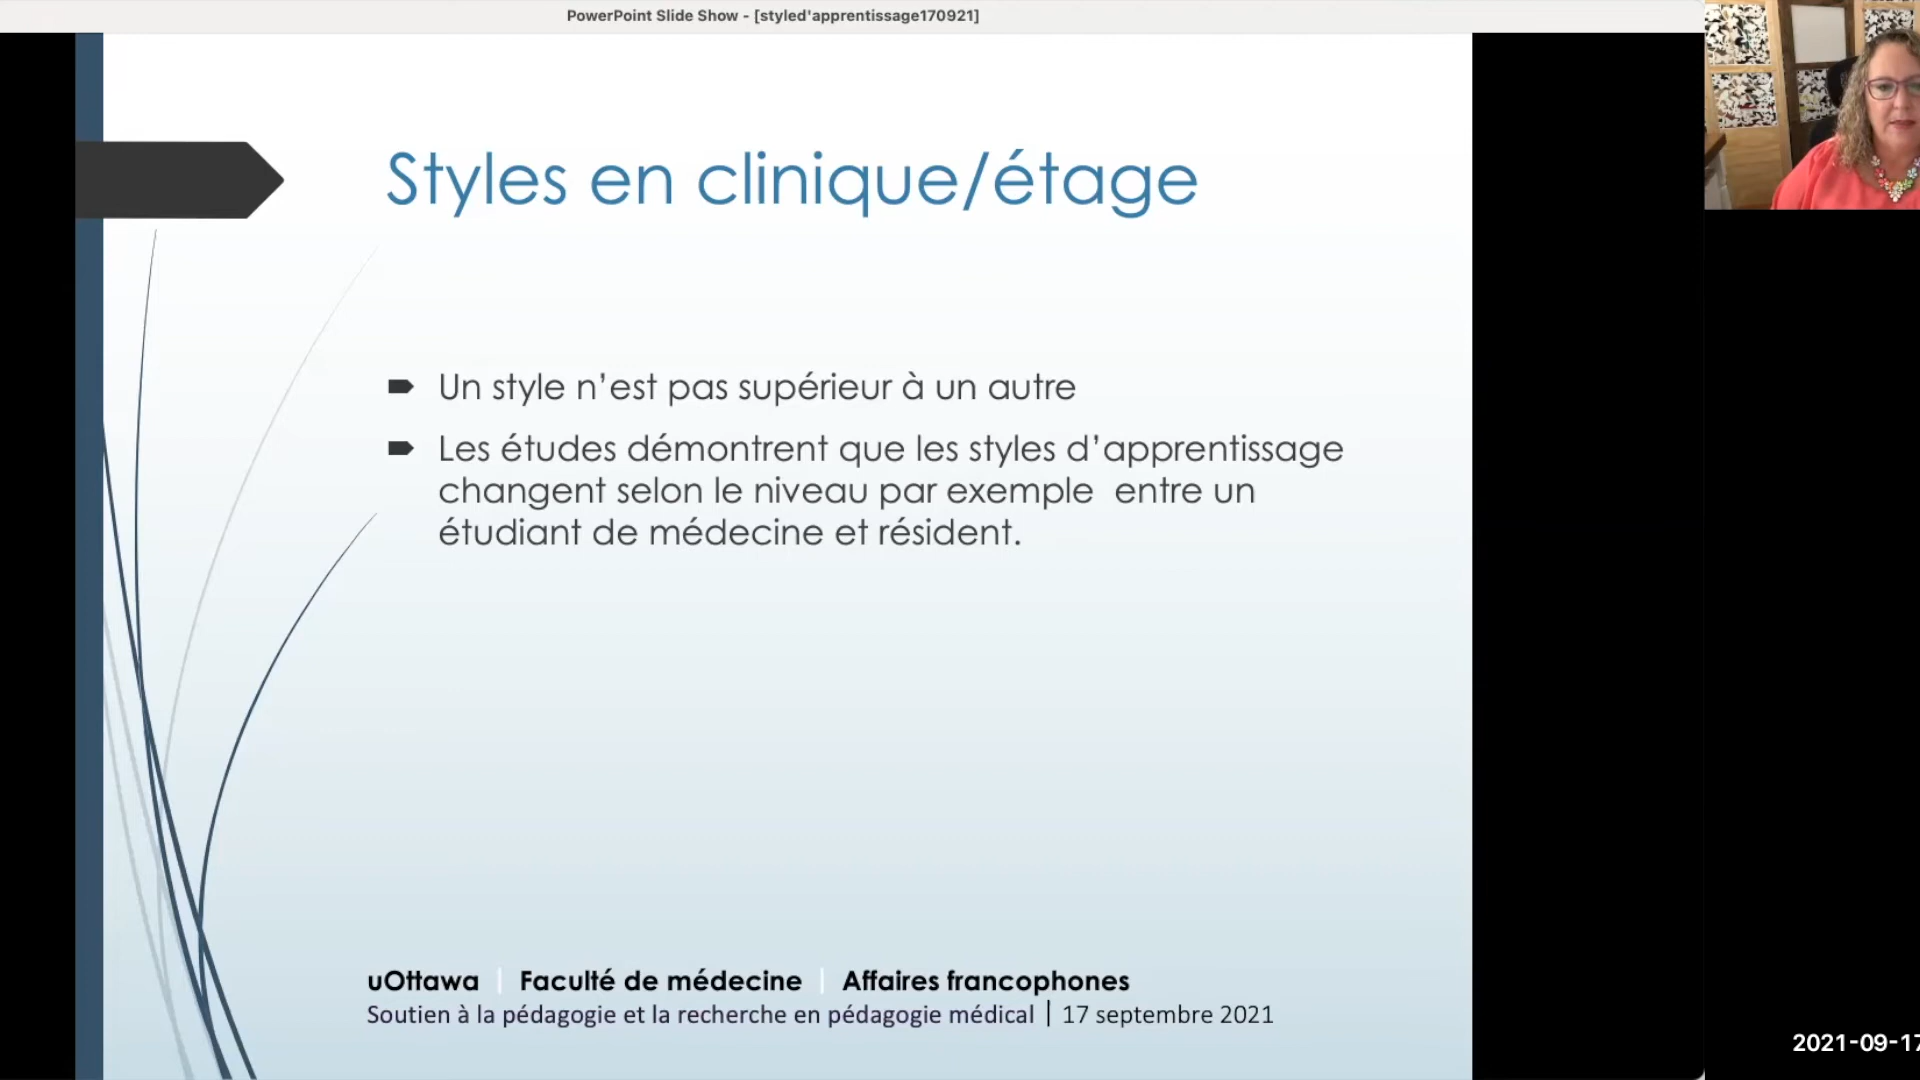 PowerPoint Slide Show - [styled'apprentissage170921]
Styles en clinique/étage
Un style n’est pas supérieur à un autre
Les études démontrent que les styles d’apprentissage
changent selon le niveau par exemple  entre un
étudiant de médecine et résident.
uOttawa | Faculté de médecine | Affaires francophones
Soutien à la pédagogie et la recherche en pédagogie médical | 17 septembre 2021
2021-09-17